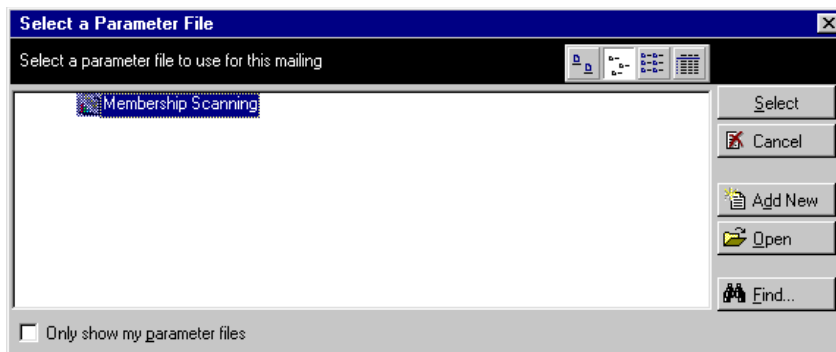 Select a Parameter File
Select a parameter file to use for this mailing
Membership Scanning
Select
Cancel
Add New
Open
Find...
Only show my parameter files